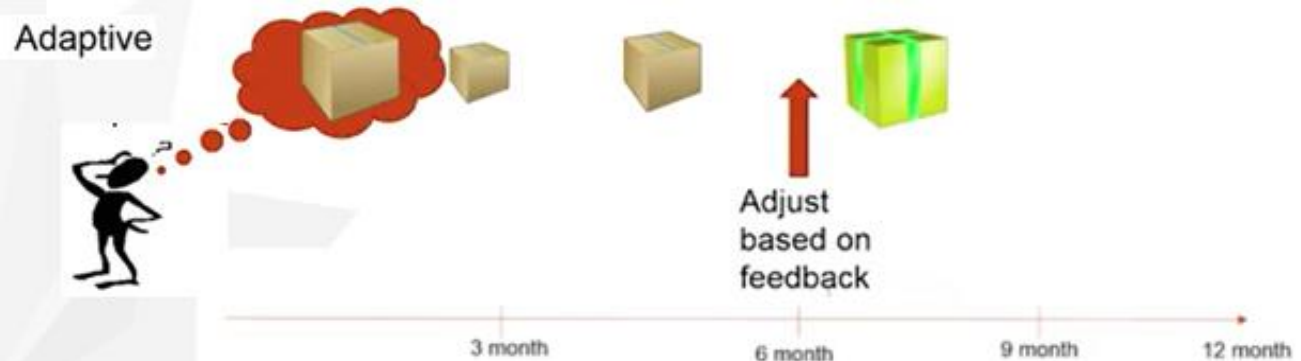 Adaptive
?
Adjust
based on
feedback
3 month
6 month
9 month
12 month